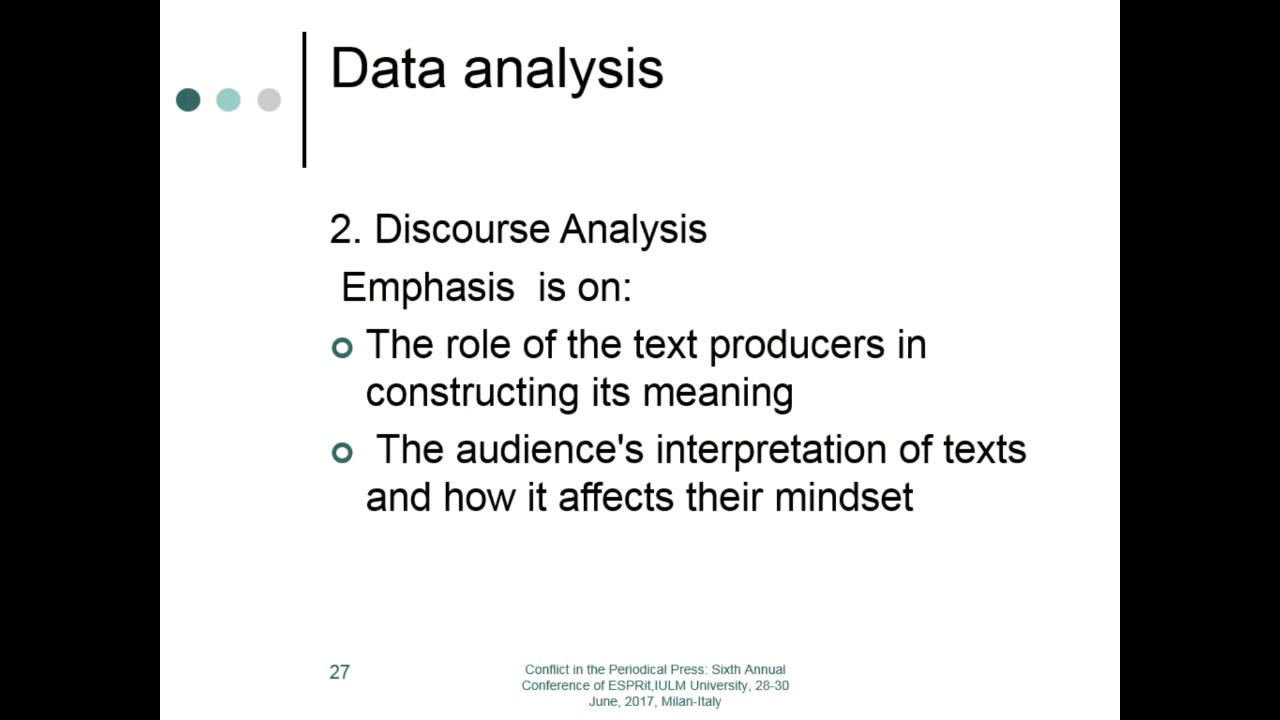 Data analysis
2. Discourse Analysis
Emphasis is on:
The role of the text producers in
constructing its meaning
The audience's interpretation of texts
and how it affects their mindset
27
Conflict in the Periodical Press: Sixth Annual
Conference of ESPRit,IULM University, 28-30
June, 2017, Milan-Italy